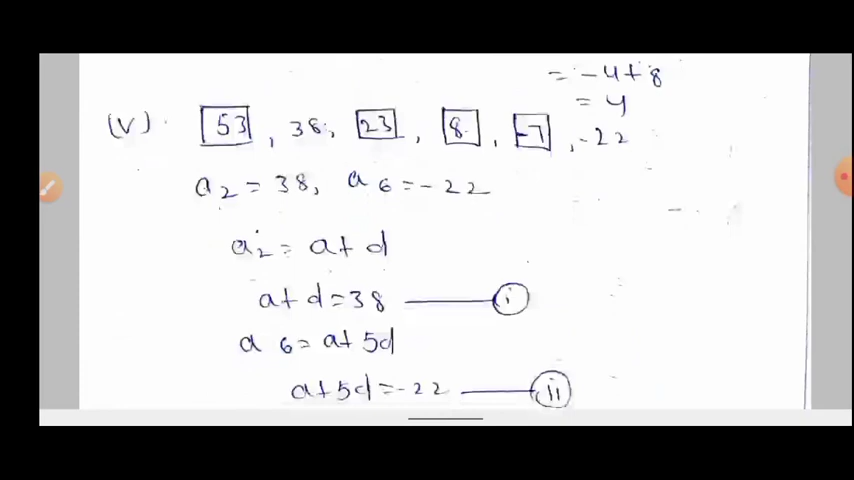 = -4+8
= 4
(v) 53, 38, 23, 8, -7, -22
a₂ = 38, a₆ = -22
a₂ = a+d
a+d=38 ——— (i)
a₆ = a+5d
a+5d=-22 ——— (ii)